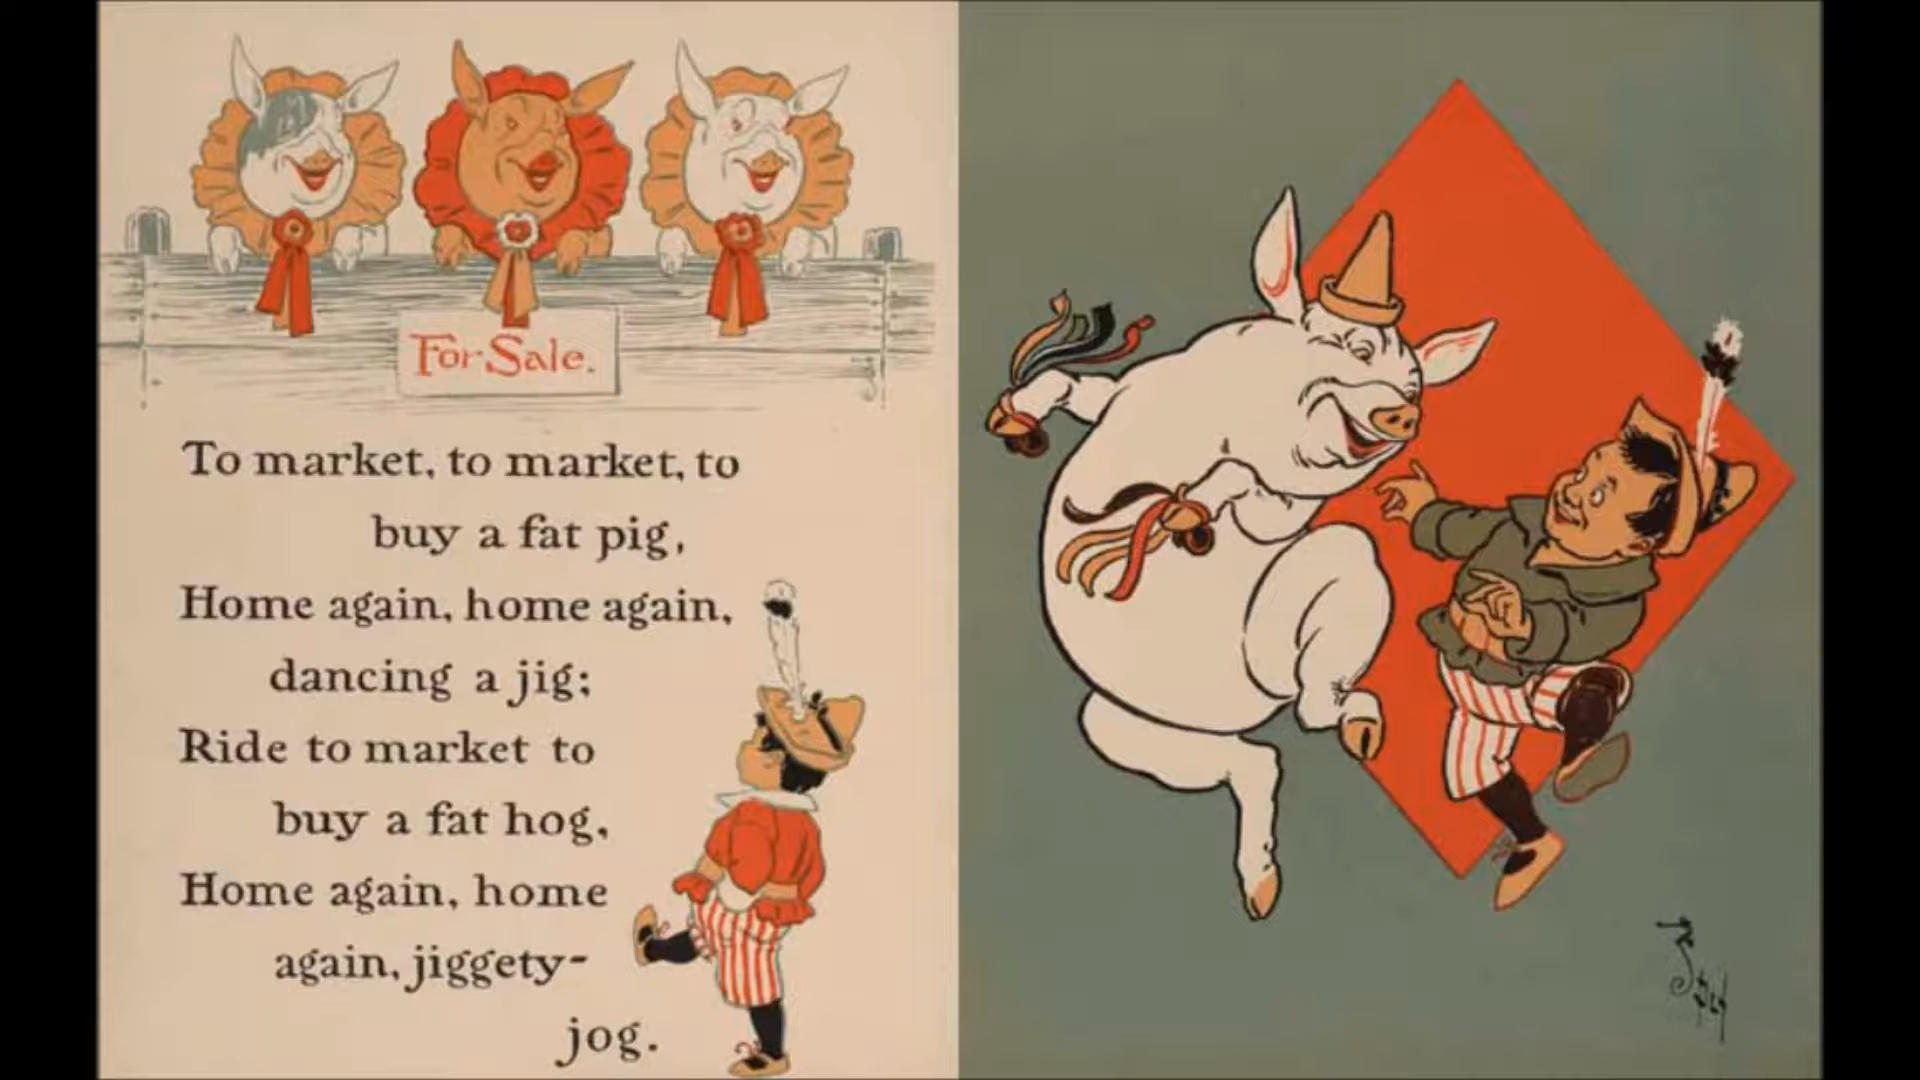 For Sale.
To market, to market, to
buy a fat pig,
Home again, home again,
dancing a jig;
Ride to market to
buy a fat hog,
Home again, home
again, jiggety-
jog.